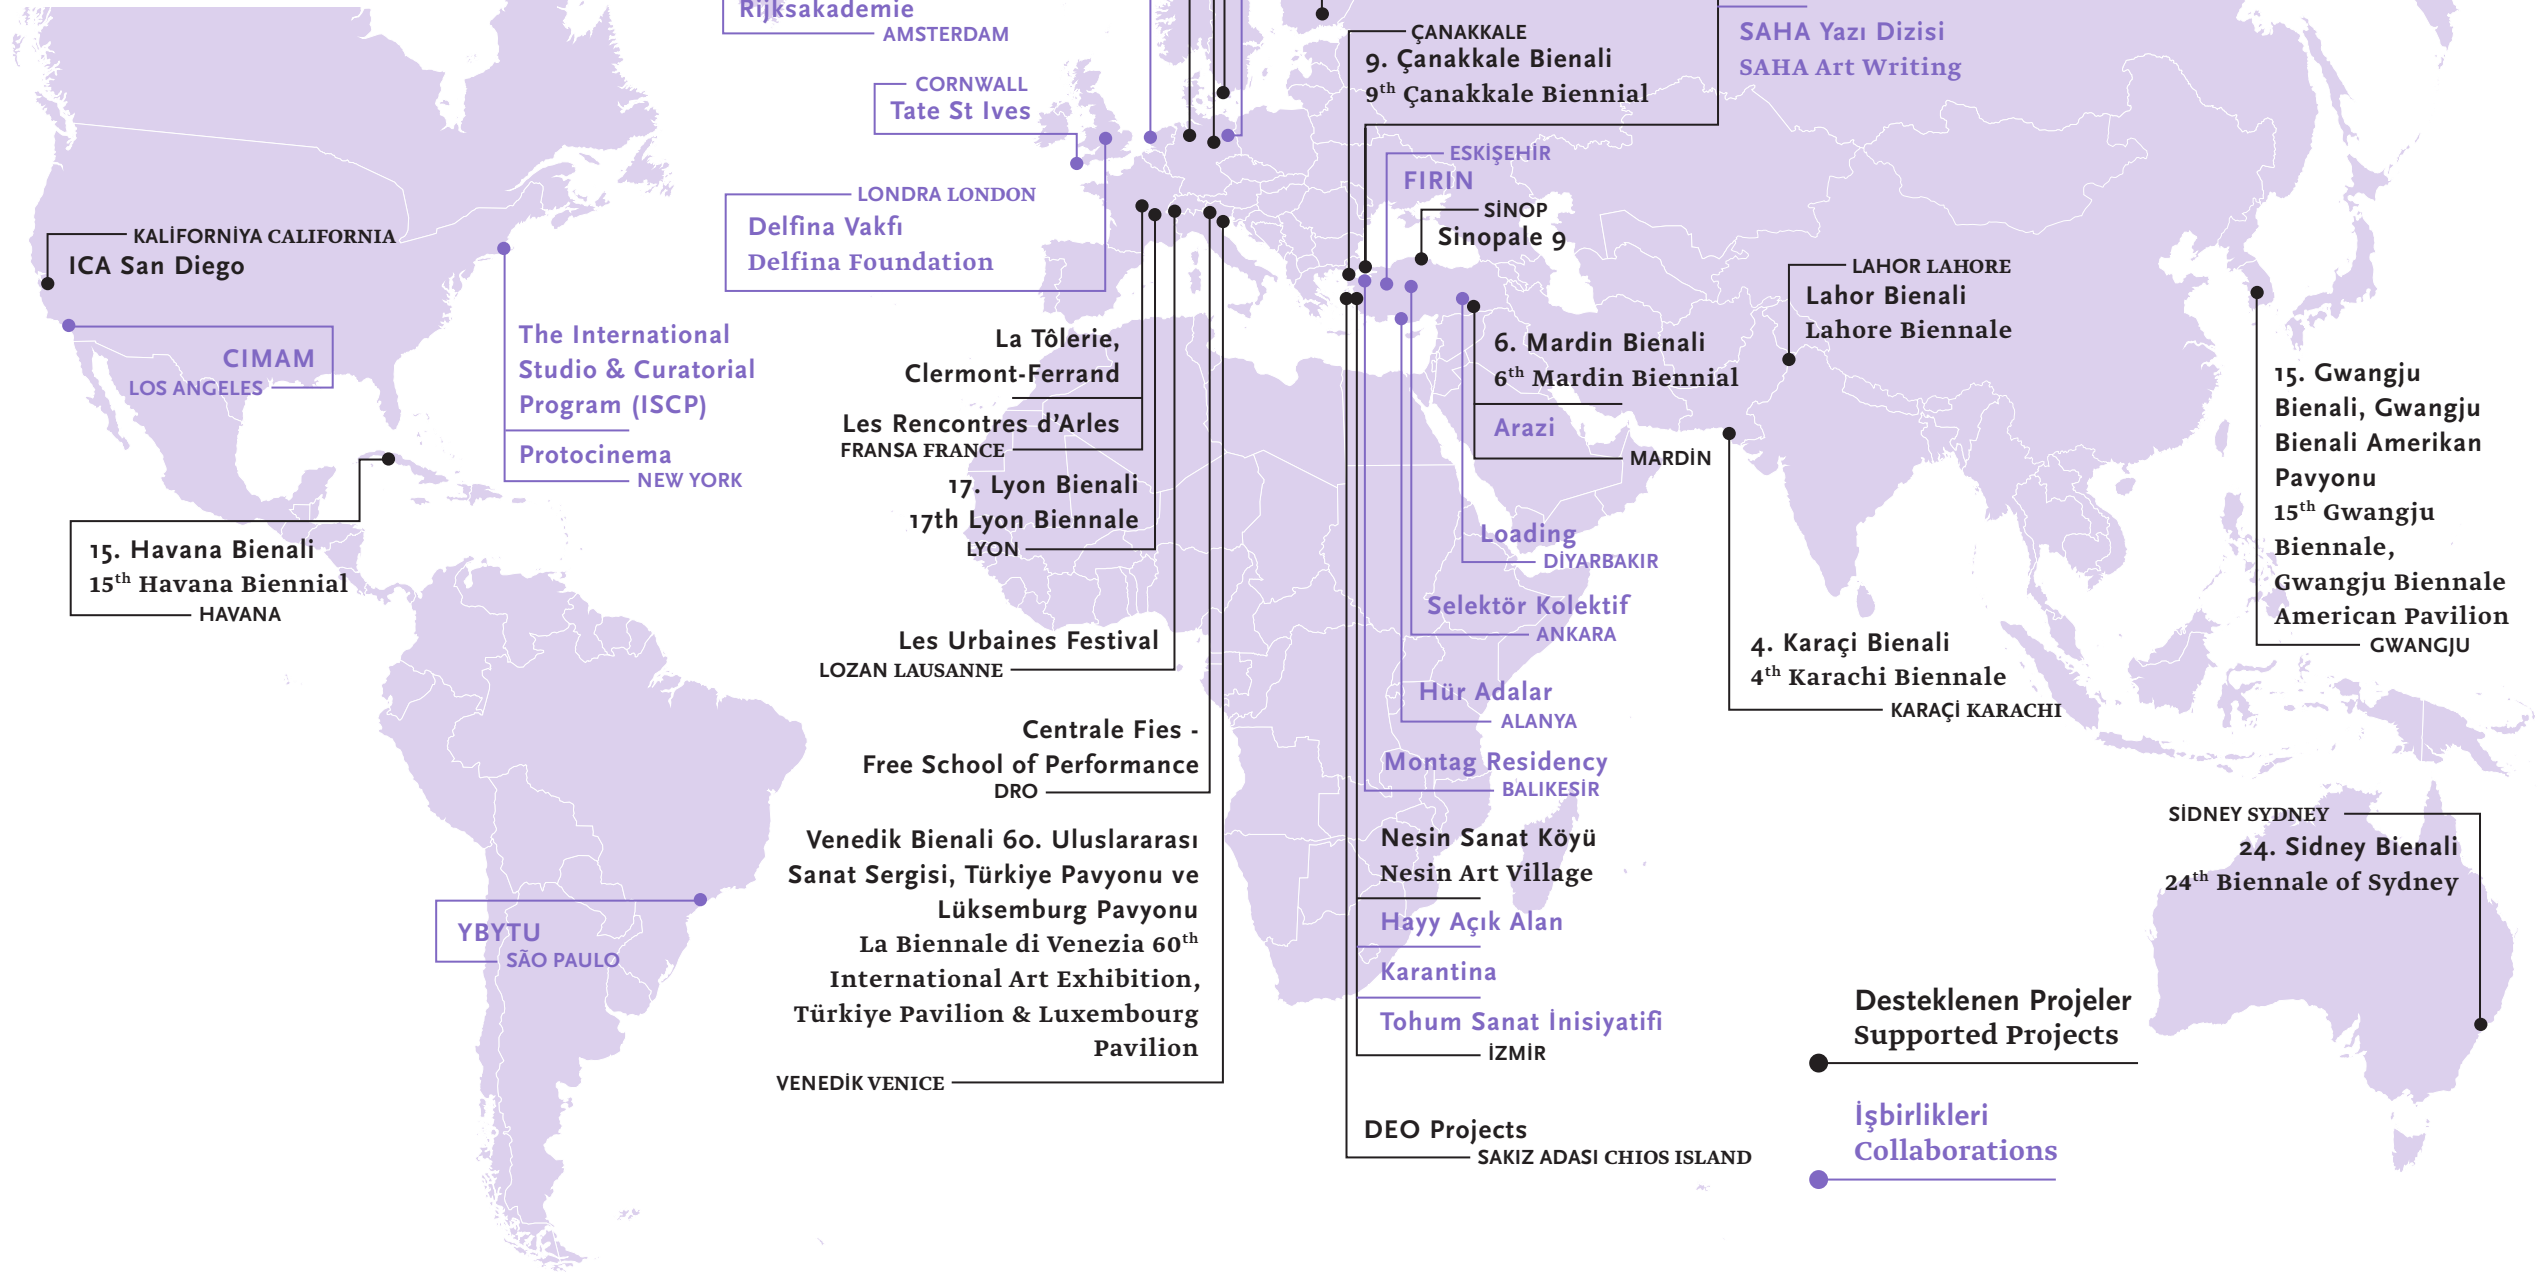 Rijksakademie
AMSTERDAM
CORNWALL
Tate St Ives
LONDRA LONDON
Delfina Vakfı
Delfina Foundation
KALİFORNİYA CALIFORNIA
ICA San Diego
CIMAM
LOS ANGELES
The International
Studio & Curatorial
Program (ISCP)
Protocinema
NEW YORK
15. Havana Bienali
15th Havana Biennial
HAVANA
YBYTU
SÃO PAULO
La Tôlerie,
Clermont-Ferrand
Les Rencontres d'Arles
FRANSA FRANCE
17. Lyon Bienali
17th Lyon Biennale
LYON
Les Urbaines Festival
LOZAN LAUSANNE
Centrale Fies -
Free School of Performance
DRO
Venedik Bienali 60. Uluslararası
Sanat Sergisi, Türkiye Pavyonu ve
Lüksemburg Pavyonu
La Biennale di Venezia 60th
International Art Exhibition,
Türkiye Pavilion & Luxembourg
Pavilion
VENEDİK VENICE
ÇANAKKALE
9. Çanakkale Bienali
9th Çanakkale Biennial
SAHA Yazı Dizisi
SAHA Art Writing
ESKİŞEHİR
FIRIN
SİNOP
Sinopale 9
6. Mardin Bienali
6th Mardin Biennial
Arazi
MARDİN
Loading
DİYARBAKIR
Selektör Kolektif
ANKARA
Hür Adalar
ALANYA
Montag Residency
BALIKESİR
Nesin Sanat Köyü
Nesin Art Village
Hayy Açık Alan
Karantina
Tohum Sanat İnisiyatifi
İZMİR
DEO Projects
SAKIZ ADASI CHIOS ISLAND
LAHOR LAHORE
Lahor Bienali
Lahore Biennale
4. Karaçi Bienali
4th Karachi Biennale
KARAÇİ KARACHI
15. Gwangju
Bienali, Gwangju
Bienali Amerikan
Pavyonu
15th Gwangju
Biennale,
Gwangju Biennale
American Pavilion
GWANGJU
SİDNEY SYDNEY
24. Sidney Bienali
24th Biennale of Sydney
Desteklenen Projeler
Supported Projects
İşbirlikleri
Collaborations